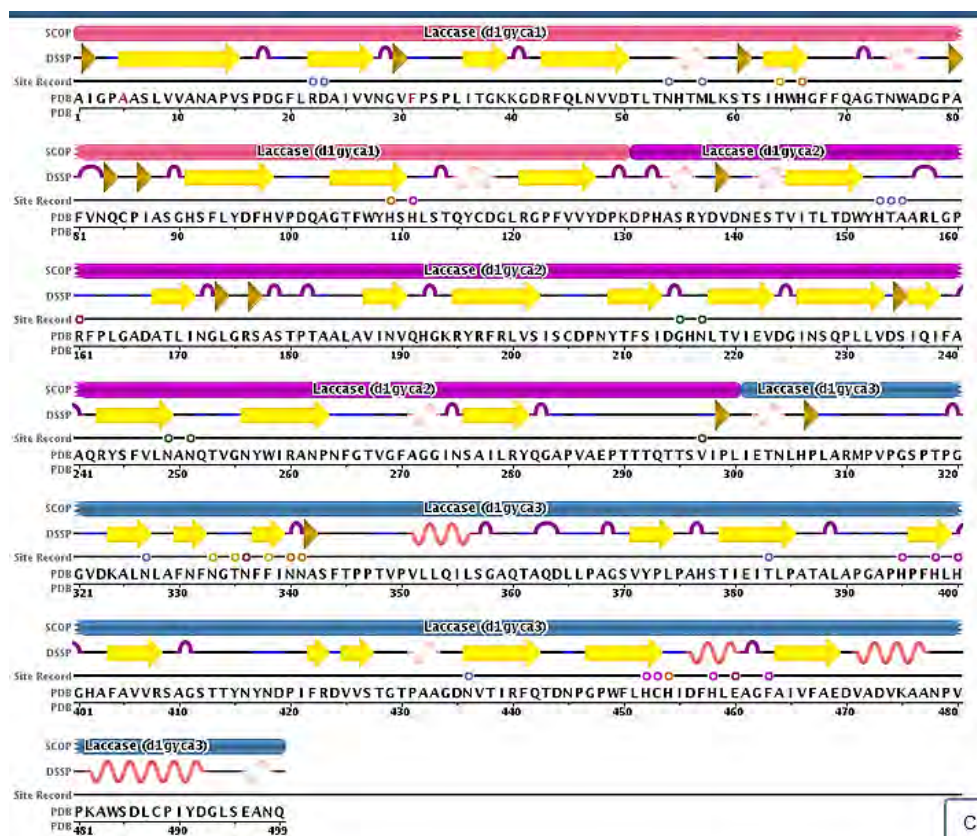 SCOP Laccase (d1gyca1)
DSSP
Site Record
PDB AIGPAASLVVANAPVSPDGFLRDAIVVNGVFPSPLITGKKGDRFQLNVVDTLTNHTMLKSTSIHWHGFFQAGTNWADGPA
PDB 1 10 20 30 40 50 60 70 80
SCOP Laccase (d1gyca1) Laccase (d1gyca2)
DSSP
Site Record
PDB FVNQCPIASGHSFLYDFHVPDQAGTFWYHSHLSTQYCDGLRGPFVVYDPKDPHASRYDVDNESTVITLTDWYHTAARLGP
PDB 81 90 100 110 120 130 140 150 160
SCOP Laccase (d1gyca2)
DSSP
Site Record
PDB RFPLGADATLINGLGRSASTPTAALAVINVQHGKRYRFRLVSISCDPNYTFSIDGHNLTVIEVDGINSQPLLVDSIQIFA
PDB 161 170 180 190 200 210 220 230 240
SCOP Laccase (d1gyca2) Laccase (d1gyca3)
DSSP
Site Record
PDB AQRYSFVLNANQTVGNYWIRANPNFGTVGFAGGINSAILRYQGAPVAEPTTTQTTSVIPLIETNLHPLARMPVPGSPTPG
PDB 241 250 260 270 280 290 300 310 320
SCOP Laccase (d1gyca3)
DSSP
Site Record
PDB GVDKALNLAFNFNGTNFFINNASFTPPTVPVLLQILSGAQTAQDLLPAGSVYPLPAHSTIEITLPATALAPGAPHPFHLH
PDB 321 330 340 350 360 370 380 390 400
SCOP Laccase (d1gyca3)
DSSP
Site Record
PDB GHAFAVVRSAGSTTYNYNDPIFRDVVSTGTPAAGDNVTIRFQTDNPGPWFLHCHIDFHLEAGFAIVFAEDVADVKAANPV
PDB 401 410 420 430 440 450 460 470 480
SCOP Laccase (d1gyca3)
DSSP
Site Record
PDB PKAWSDLCPIYDGLSEANQ
PDB 481 490 499
C